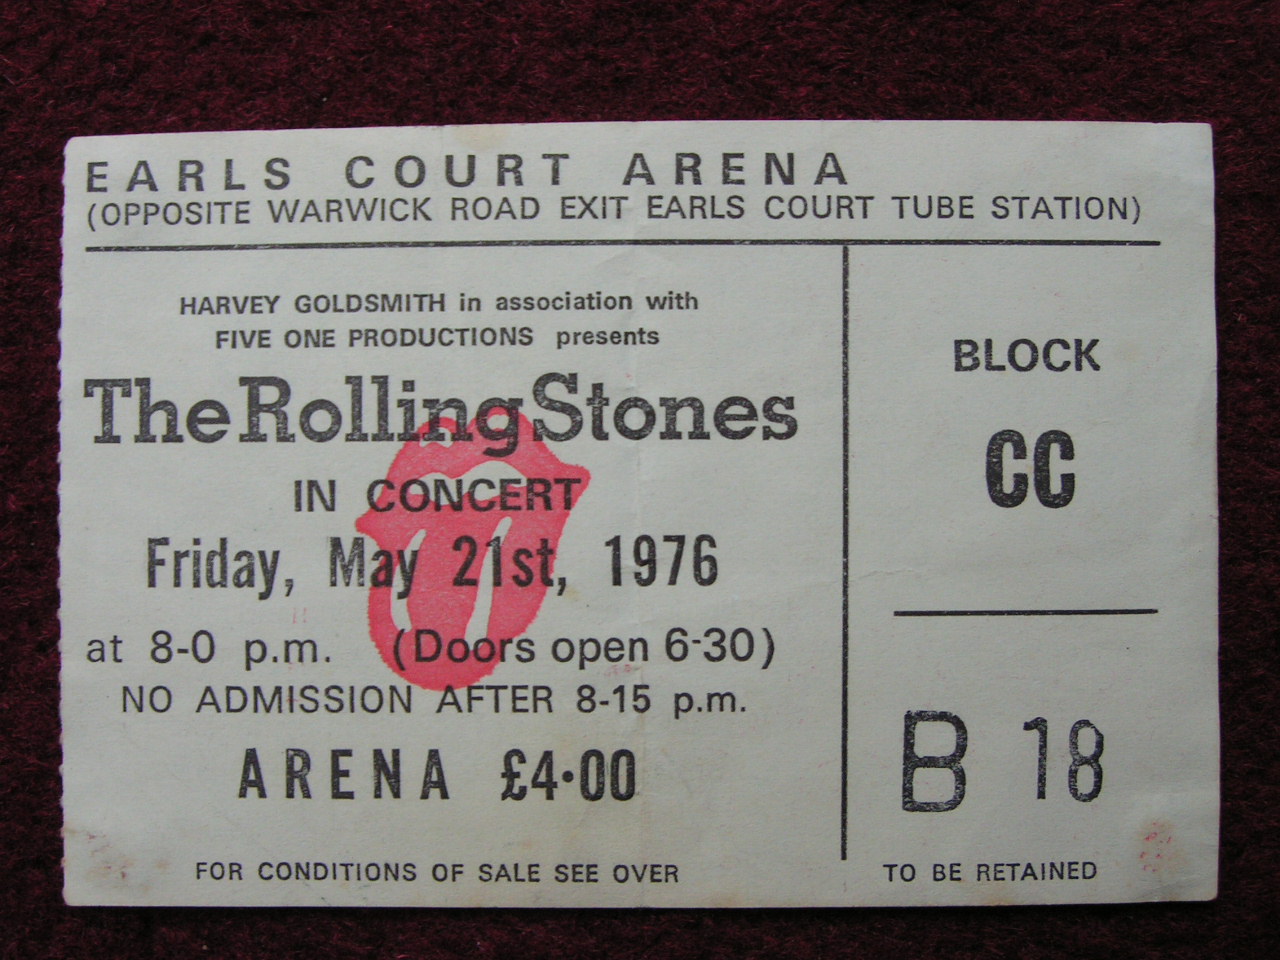 EARLS COURT ARENA
(OPPOSITE WARWICK ROAD EXIT EARLS COURT TUBE STATION)
HARVEY GOLDSMITH in association with
FIVE ONE PRODUCTIONS presents
The Rolling Stones
IN CONCERT
Friday, May 21st, 1976
at 8-0 p.m. (Doors open 6-30)
NO ADMISSION AFTER 8-15 p.m.
ARENA £4·00
FOR CONDITIONS OF SALE SEE OVER
BLOCK
CC
B 18
TO BE RETAINED